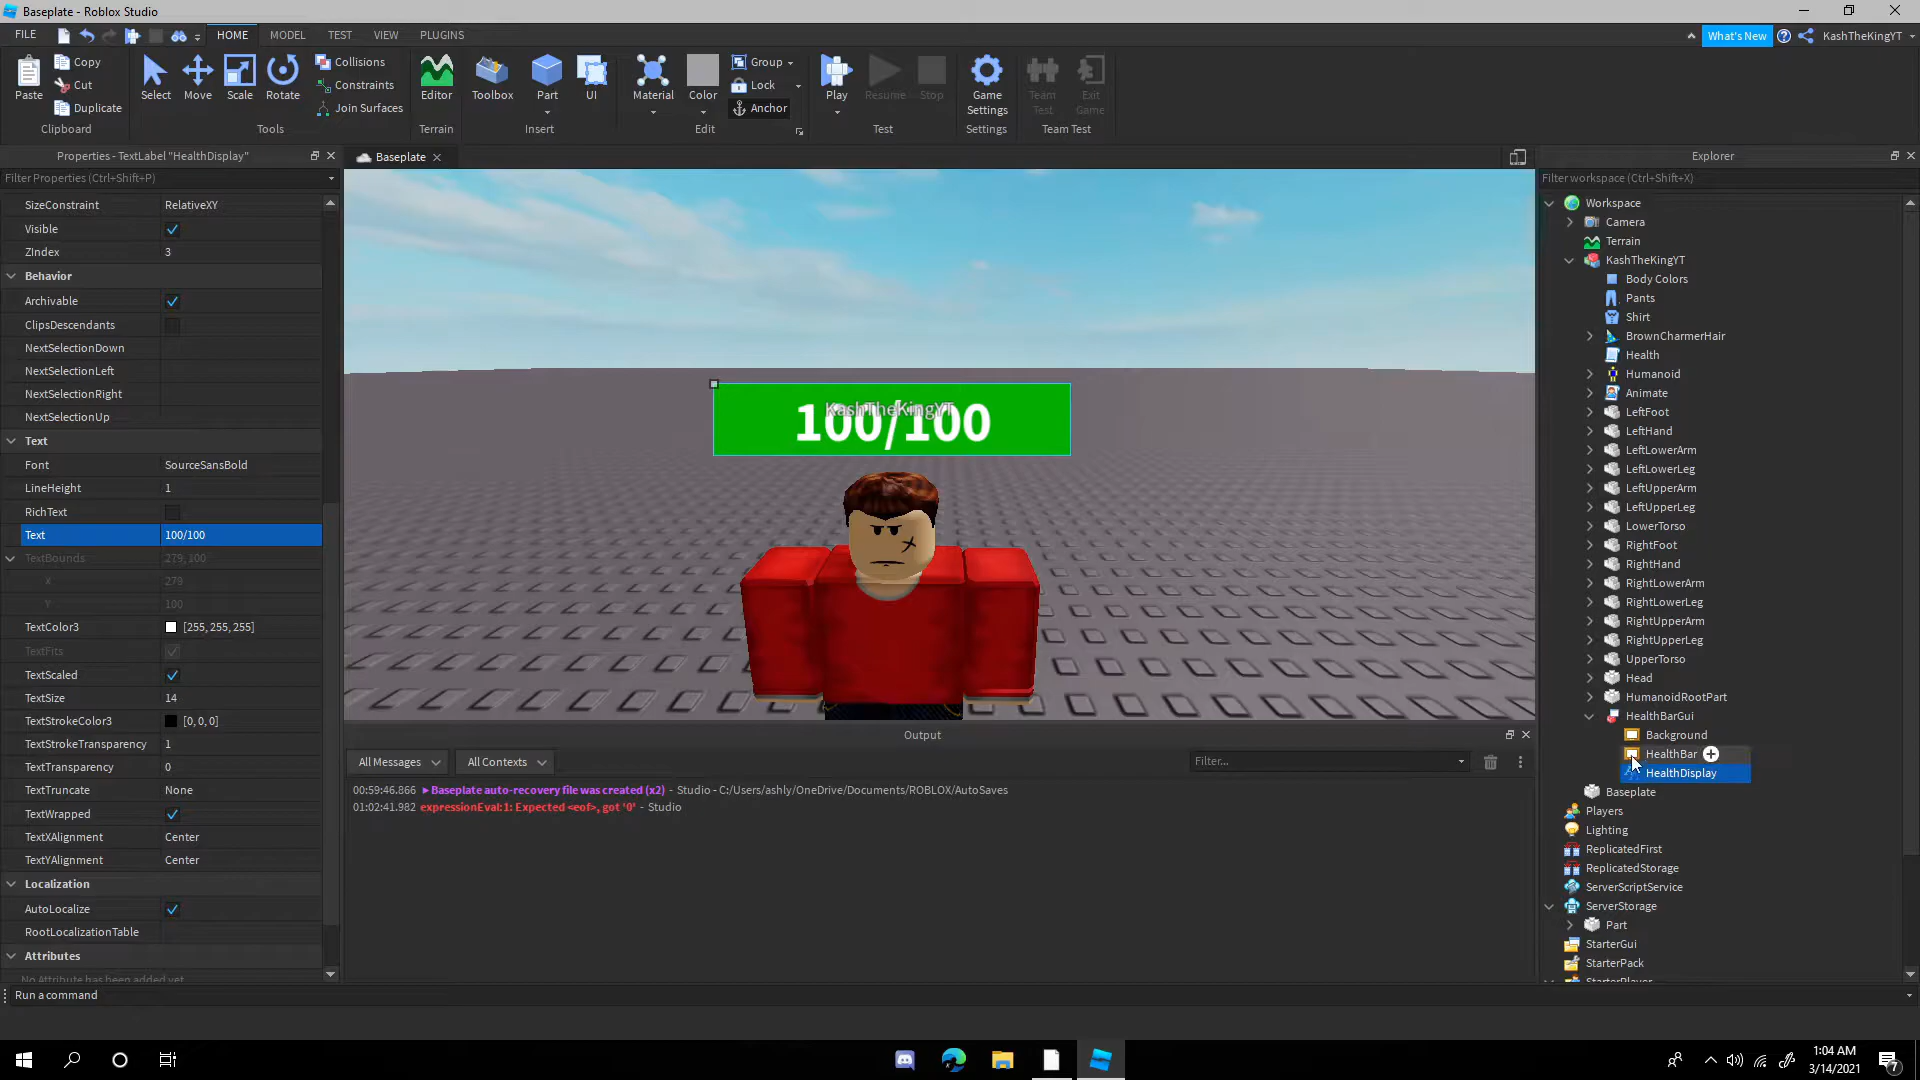 Baseplate - Roblox Studio
FILE HOME MODEL TEST VIEW PLUGINS What's New KashTheKingYT
Paste Copy Cut Duplicate Select Move Scale Rotate Collisions Constraints Join Surfaces Editor Toolbox Part UI Material Color Group Lock Anchor Play Resume Stop Game Settings Team Test Exit Game
Clipboard Tools Terrain Insert Edit Test Settings Team Test
Properties - TextLabel "HealthDisplay"
Filter Properties (Ctrl+Shift+P)
SizeConstraint RelativeXY
Visible
ZIndex 3
Behavior
Archivable
ClipsDescendants
NextSelectionDown
NextSelectionLeft
NextSelectionRight
NextSelectionUp
Text
Font SourceSansBold
LineHeight 1
RichText
Text 100/100
TextBounds 279, 100
X 279
Y 100
TextColor3 [255, 255, 255]
TextFits
TextScaled
TextSize 14
TextStrokeColor3 [0, 0, 0]
TextStrokeTransparency 1
TextTransparency 0
TextTruncate None
TextWrapped
TextXAlignment Center
TextYAlignment Center
Localization
AutoLocalize
RootLocalizationTable
Attributes
No Attribute has been added yet
Baseplate
KashTheKingYT
100/100
Output
All Messages All Contexts Filter...
00:59:46.866 Baseplate auto-recovery file was created (x2) - Studio - C:/Users/ashly/OneDrive/Documents/ROBLOX/AutoSaves
01:02:41.982 expressionEval:1: Expected <eof>, got '0' - Studio
Explorer
Filter workspace (Ctrl+Shift+X)
Workspace
Camera
Terrain
KashTheKingYT
Body Colors
Pants
Shirt
BrownCharmerHair
Health
Humanoid
Animate
LeftFoot
LeftHand
LeftLowerArm
LeftLowerLeg
LeftUpperArm
LeftUpperLeg
LowerTorso
RightFoot
RightHand
RightLowerArm
RightLowerLeg
RightUpperArm
RightUpperLeg
UpperTorso
Head
HumanoidRootPart
HealthBarGui
Background
HealthBar
HealthDisplay
Baseplate
Players
Lighting
ReplicatedFirst
ReplicatedStorage
ServerScriptService
ServerStorage
Part
StarterGui
StarterPack
StarterPlayer
Run a command
1:04 AM
3/14/2021
7